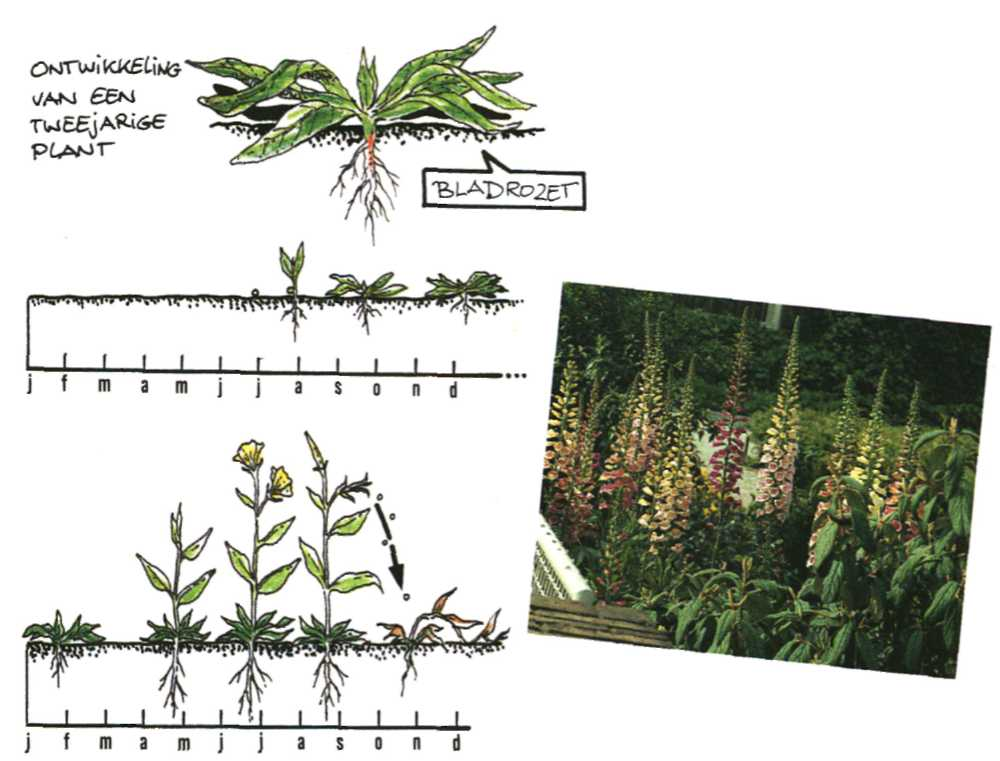 ONTWIKKELING
VAN EEN
TWEEJARIGE
PLANT
BLADROZET
j f m a m j j a s o n d
j f m a m j j a s o n d